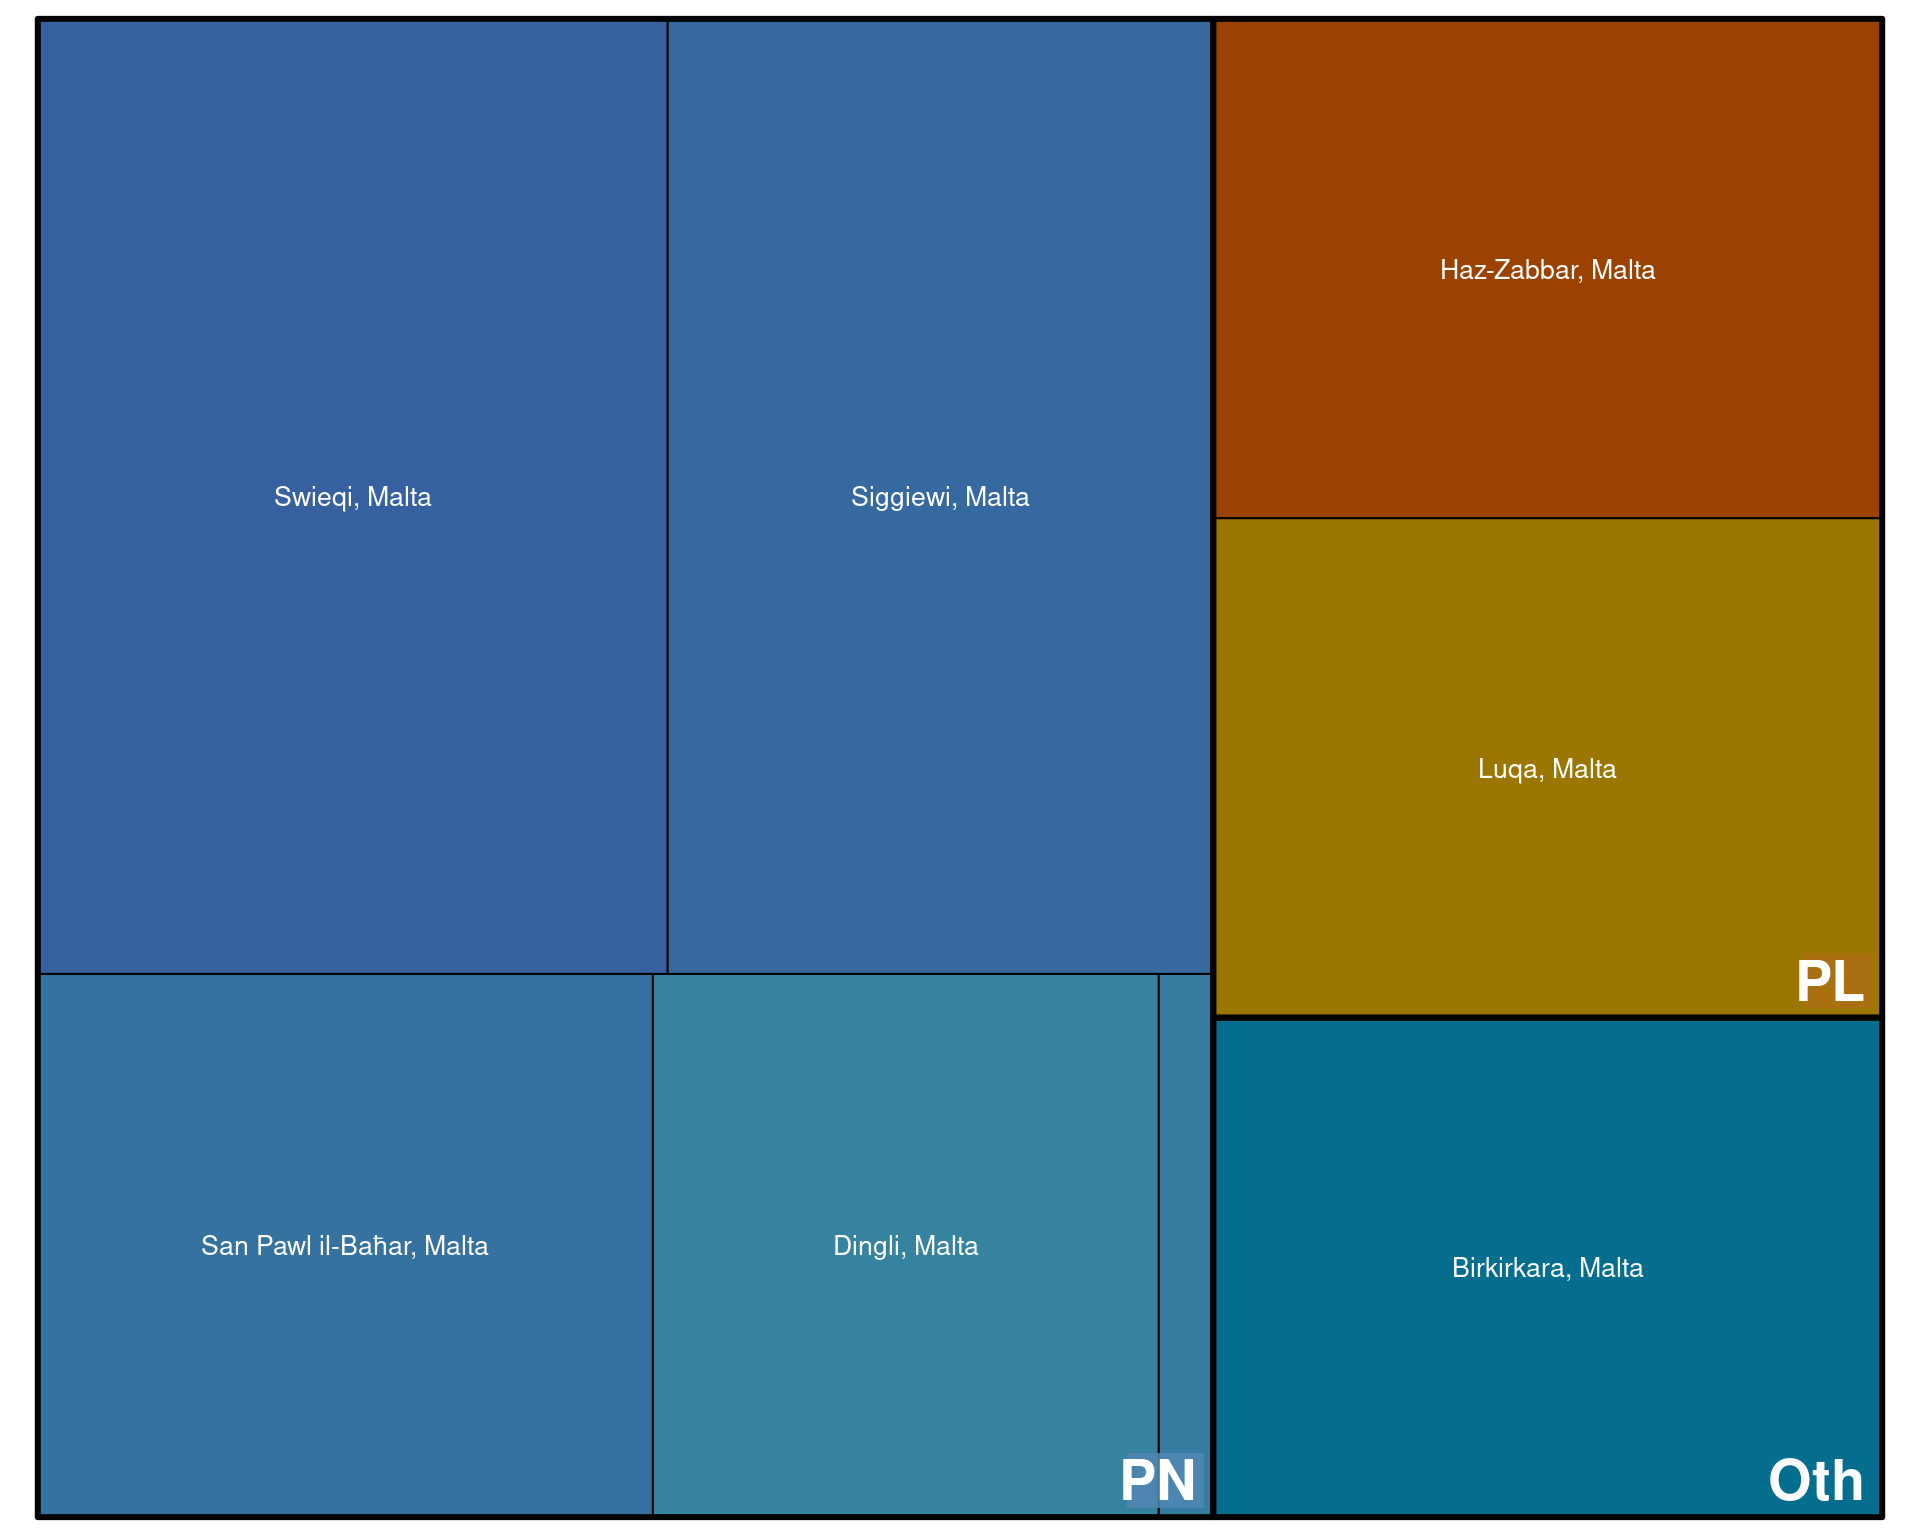 Swieqi, Malta
Siggiewi, Malta
San Pawl il-Baħar, Malta
Dingli, Malta
PN
Haz-Zabbar, Malta
Luqa, Malta
PL
Birkirkara, Malta
Oth